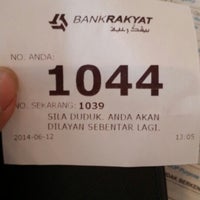 BANKRAKYAT
NO. ANDA:
1044
NO. SEKARANG: 1039
SILA DUDUK. ANDA AKAN
DILAYAN SEBENTAR LAGI.
2014-06-12 13:05